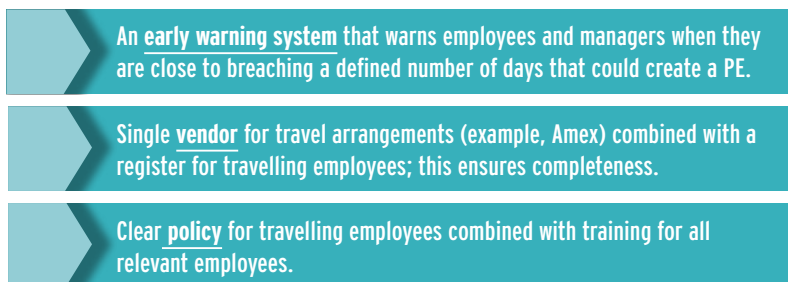 An early warning system that warns employees and managers when they
are close to breaching a defined number of days that could create a PE.
Single vendor for travel arrangements (example, Amex) combined with a
register for travelling employees; this ensures completeness.
Clear policy for travelling employees combined with training for all
relevant employees.